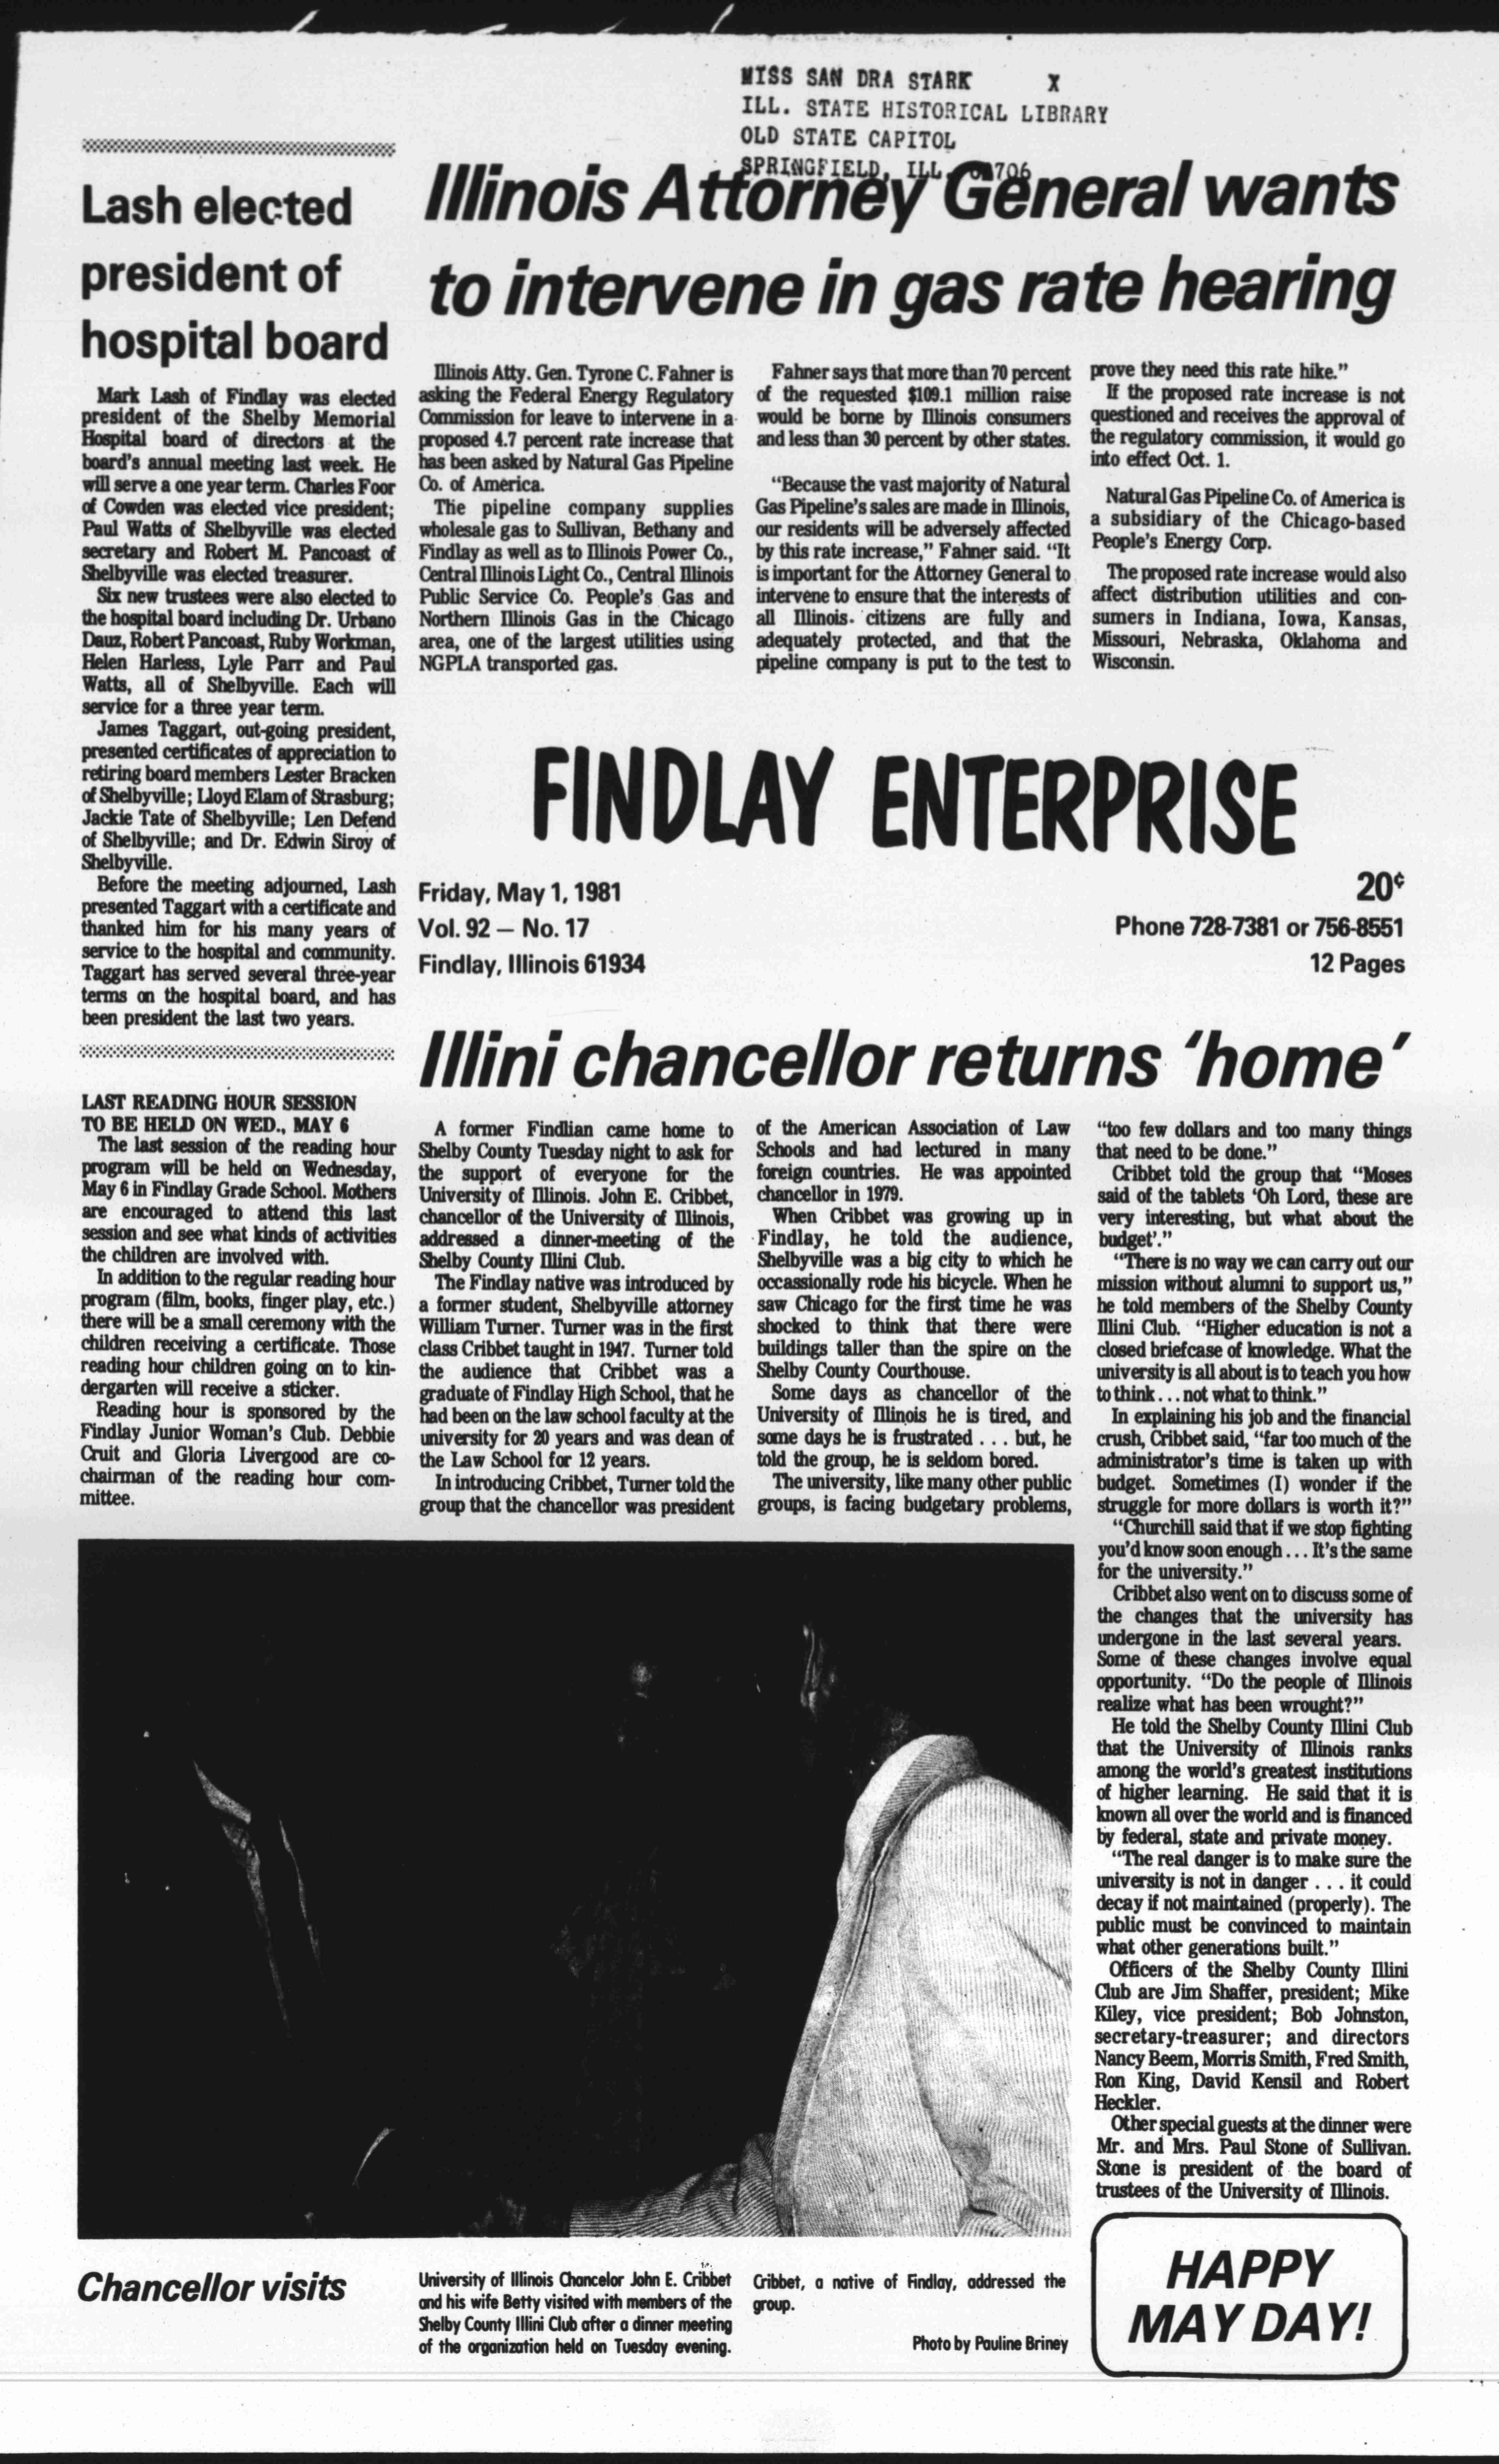 MISS SAN DRA STARK X
ILL. STATE HISTORICAL LIBRARY
OLD STATE CAPITOL
SPRINGFIELD, ILL.
Lash elected
president of
hospital board
Mark Lash of Findlay was elected
president of the Shelby Memorial
Hospital board of directors at the
board's annual meeting last week. He
will serve a one year term. Charles Foor
of Cowden was elected vice president;
Paul Watts of Shelbyville was elected
secretary and Robert M. Pancoast of
Shelbyville was elected treasurer.
Six new trustees were also elected to
the hospital board including Dr. Urbano
Dauz, Robert Pancoast, Ruby Workman,
Helen Harless, Lyle Parr and Paul
Watts, all of Shelbyville. Each will
service for a three year term.
James Taggart, out-going president,
presented certificates of appreciation to
retiring board members Lester Bracken
of Shelbyville; Lloyd Elam of Strasburg;
Jackie Tate of Shelbyville; Len Defend
of Shelbyville; and Dr. Edwin Siroy of
Shelbyville.
Before the meeting adjourned, Lash
presented Taggart with a certificate and
thanked him for his many years of
service to the hospital and community.
Taggart has served several three-year
terms on the hospital board, and has
been president the last two years.
LAST READING HOUR SESSION
TO BE HELD ON WED., MAY 6
The last session of the reading hour
program will be held on Wednesday,
May 6 in Findlay Grade School. Mothers
are encouraged to attend this last
session and see what kinds of activities
the children are involved with.
In addition to the regular reading hour
program (film, books, finger play, etc.)
there will be a small ceremony with the
children receiving a certificate. Those
reading hour children going on to kin-
dergarten will receive a sticker.
Reading hour is sponsored by the
Findlay Junior Woman's Club. Debbie
Cruit and Gloria Livergood are co-
chairman of the reading hour com-
mittee.
Illinois Attorney General wants
to intervene in gas rate hearing
Illinois Atty. Gen. Tyrone C. Fahner is
asking the Federal Energy Regulatory
Commission for leave to intervene in a
proposed 4.7 percent rate increase that
has been asked by Natural Gas Pipeline
Co. of America.
The pipeline company supplies
wholesale gas to Sullivan, Bethany and
Findlay as well as to Illinois Power Co.,
Central Illinois Light Co., Central Illinois
Public Service Co. People's Gas and
Northern Illinois Gas in the Chicago
area, one of the largest utilities using
NGPLA transported gas.
Fahner says that more than 70 percent
of the requested $109.1 million raise
would be borne by Illinois consumers
and less than 30 percent by other states.
"Because the vast majority of Natural
Gas Pipeline's sales are made in Illinois,
our residents will be adversely affected
by this rate increase," Fahner said. "It
is important for the Attorney General to
intervene to ensure that the interests of
all Illinois citizens are fully and
adequately protected, and that the
pipeline company is put to the test to
prove they need this rate hike."
If the proposed rate increase is not
questioned and receives the approval of
the regulatory commission, it would go
into effect Oct. 1.
Natural Gas Pipeline Co. of America is
a subsidiary of the Chicago-based
People's Energy Corp.
The proposed rate increase would also
affect distribution utilities and con-
sumers in Indiana, Iowa, Kansas,
Missouri, Nebraska, Oklahoma and
Wisconsin.
FINDLAY ENTERPRISE
Friday, May 1, 1981
Vol. 92 — No. 17
Findlay, Illinois 61934
20¢
Phone 728-7381 or 756-8551
12 Pages
Illini chancellor returns 'home'
A former Findlian came home to
Shelby County Tuesday night to ask for
the support of everyone for the
University of Illinois. John E. Cribbet,
chancellor of the University of Illinois,
addressed a dinner-meeting of the
Shelby County Illini Club.
The Findlay native was introduced by
a former student, Shelbyville attorney
William Turner. Turner was in the first
class Cribbet taught in 1947. Turner told
the audience that Cribbet was a
graduate of Findlay High School, that he
had been on the law school faculty at the
university for 20 years and was dean of
the Law School for 12 years.
In introducing Cribbet, Turner told the
group that the chancellor was president
of the American Association of Law
Schools and had lectured in many
foreign countries. He was appointed
chancellor in 1979.
When Cribbet was growing up in
Findlay, he told the audience,
Shelbyville was a big city to which he
occassionally rode his bicycle. When he
saw Chicago for the first time he was
shocked to think that there were
buildings taller than the spire on the
Shelby County Courthouse.
Some days as chancellor of the
University of Illinois he is tired, and
some days he is frustrated . . . but, he
told the group, he is seldom bored.
The university, like many other public
groups, is facing budgetary problems,
"too few dollars and too many things
that need to be done."
Cribbet told the group that "Moses
said of the tablets 'Oh Lord, these are
very interesting, but what about the
budget'."
"There is no way we can carry out our
mission without alumni to support us,"
he told members of the Shelby County
Illini Club. "Higher education is not a
closed briefcase of knowledge. What the
university is all about is to teach you how
to think . . . not what to think."
In explaining his job and the financial
crush, Cribbet said, "far too much of the
administrator's time is taken up with
budget. Sometimes (I) wonder if the
struggle for more dollars is worth it?"
"Churchill said that if we stop fighting
you'd know soon enough . . . It's the same
for the university."
Cribbet also went on to discuss some of
the changes that the university has
undergone in the last several years.
Some of these changes involve equal
opportunity. "Do the people of Illinois
realize what has been wrought?"
He told the Shelby County Illini Club
that the University of Illinois ranks
among the world's greatest institutions
of higher learning. He said that it is
known all over the world and is financed
by federal, state and private money.
"The real danger is to make sure the
university is not in danger . . . it could
decay if not maintained (properly). The
public must be convinced to maintain
what other generations built."
Officers of the Shelby County Illini
Club are Jim Shaffer, president; Mike
Kiley, vice president; Bob Johnston,
secretary-treasurer; and directors
Nancy Beem, Morris Smith, Fred Smith,
Ron King, David Kensil and Robert
Heckler.
Other special guests at the dinner were
Mr. and Mrs. Paul Stone of Sullivan.
Stone is president of the board of
trustees of the University of Illinois.
Chancellor visits
University of Illinois Chancelor John E. Cribbet
and his wife Betty visited with members of the
Shelby County Illini Club after a dinner meeting
of the organization held on Tuesday evening.
Cribbet, a native of Findlay, addressed the
group.
Photo by Pauline Briney
HAPPY
MAY DAY!